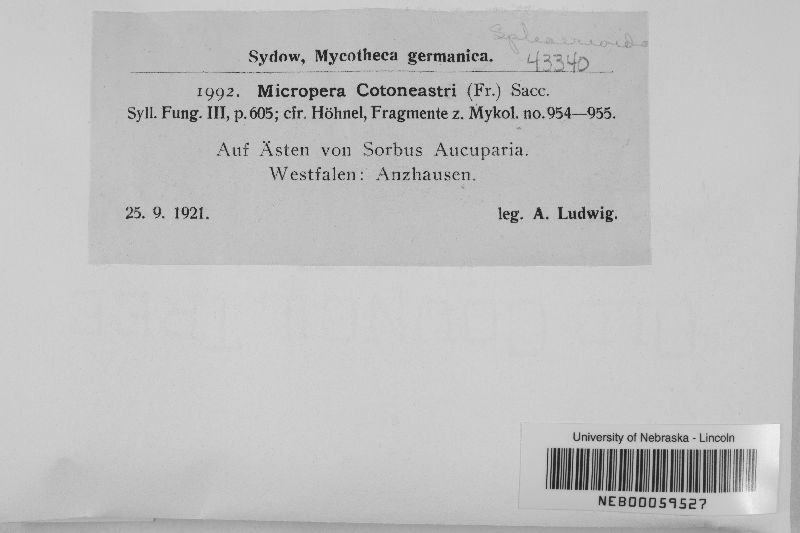 Sphaerioida
Sydow, Mycotheca germanica.
43340
1992. Micropera Cotoneastri (Fr.) Sacc.
Syll. Fung. III, p. 605; cfr. Höhnel, Fragmente z. Mykol. no. 954—955.
Auf Ästen von Sorbus Aucuparia.
Westfalen: Anzhausen.
25. 9. 1921. leg. A. Ludwig.
University of Nebraska - Lincoln
NEB00059527